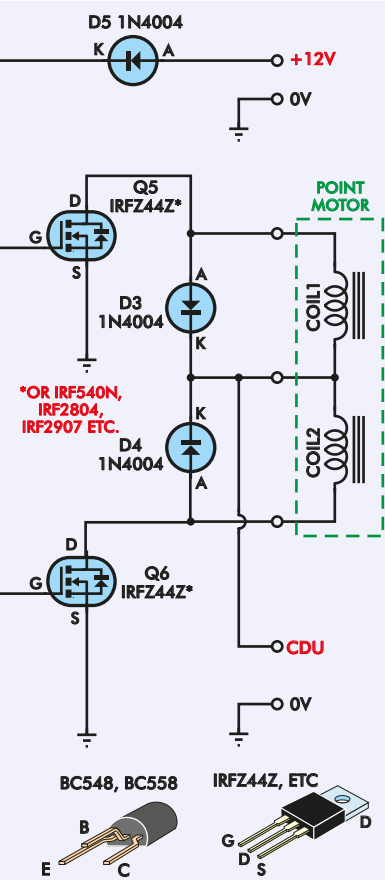 D5 1N4004
K
A
+12V
0V
Q5
IRFZ44Z*
D
G
S
POINT
MOTOR
A
D3
1N4004
K
COIL1
*OR IRF540N,
IRF2804,
IRF2907 ETC.
K
D4
1N4004
A
COIL2
D
G
Q6
IRFZ44Z*
S
CDU
0V
BC548, BC558
B
E
C
IRFZ44Z, ETC
G
D
S
D